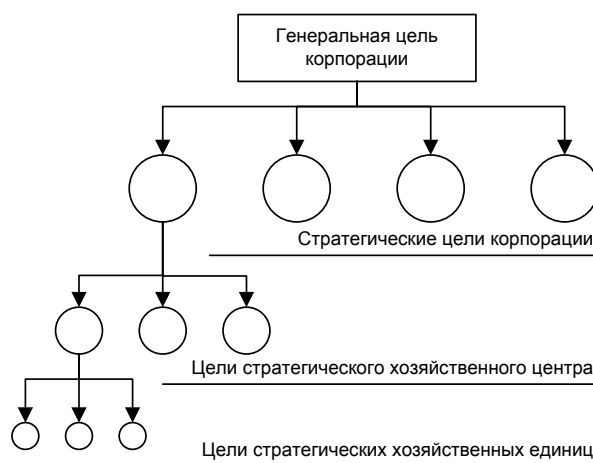 Генеральная цель
корпорации
Стратегические цели корпорации
Цели стратегического хозяйственного центра
Цели стратегических хозяйственных единиц